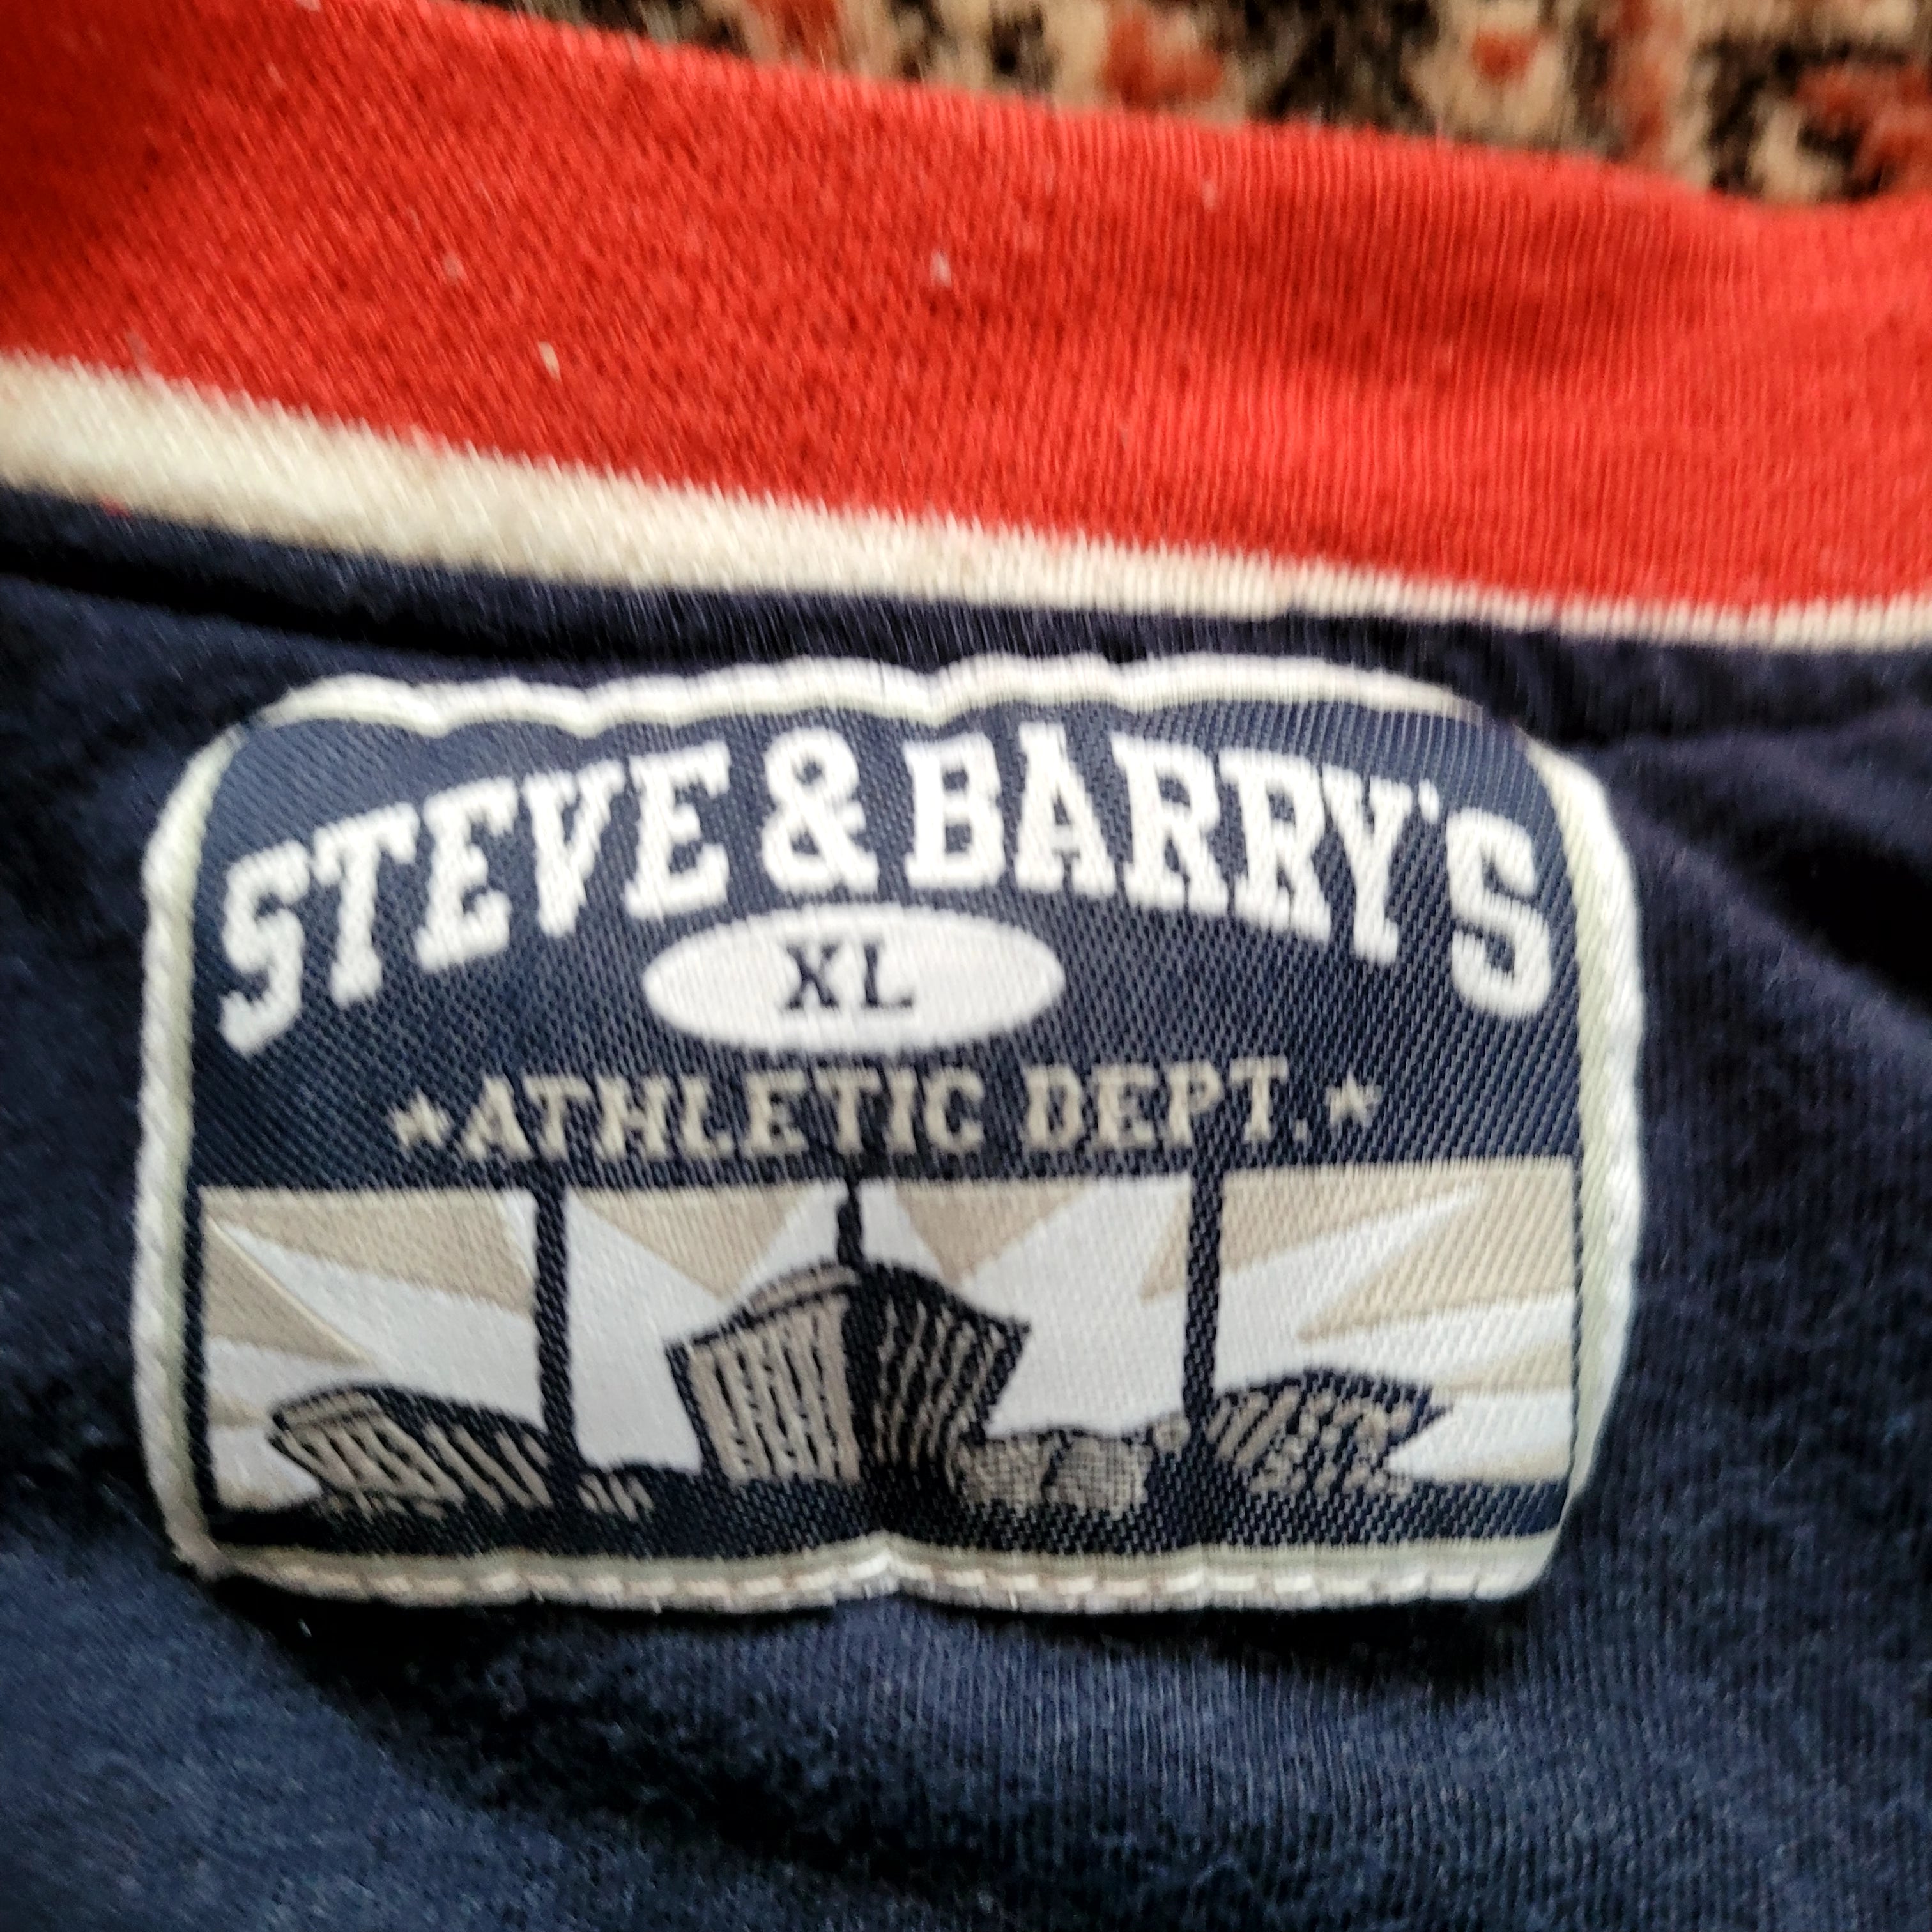 STEVE & BARRY'S
XL
ATHLETIC DEPT.